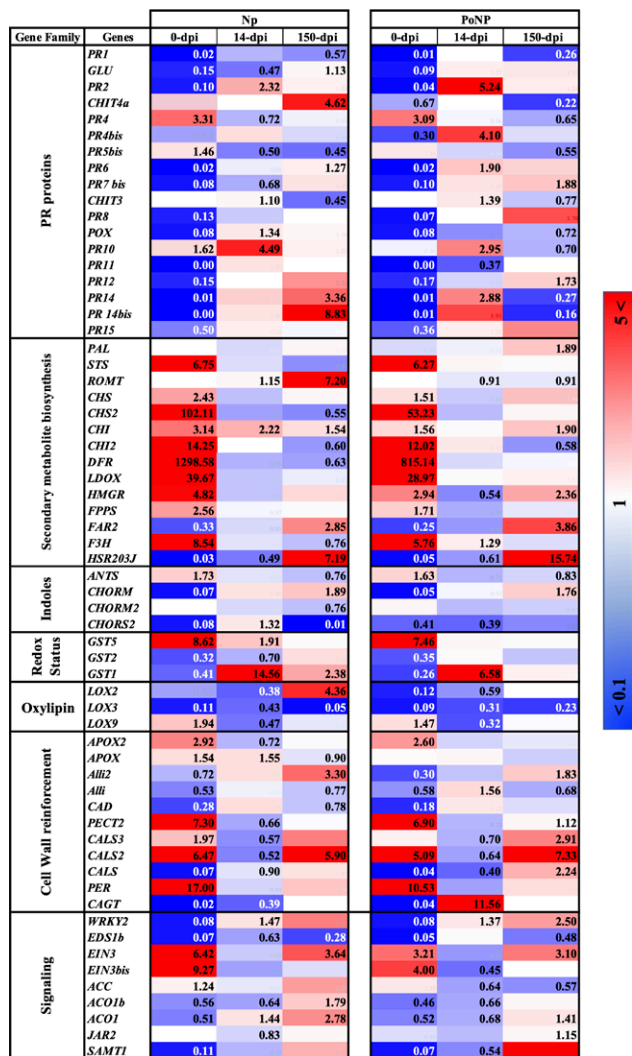 Np PoNP
Gene Family Genes 0-dpi 14-dpi 150-dpi 0-dpi 14-dpi 150-dpi
PR proteins
PR1 0.02 0.57 0.01 0.26
GLU 0.15 0.47 1.13 0.09
PR2 0.10 2.32 0.04 5.24
CHIT4a 4.62 0.67 0.22
PR4 3.31 0.72 3.09 0.65
PR4bis 0.30 4.10
PR5bis 1.46 0.50 0.45 0.55
PR6 0.02 1.27 0.02 1.90
PR7 bis 0.08 0.68 0.10 1.88
CHIT3 1.10 0.45 1.39 0.77
PR8 0.13 0.07
POX 0.08 1.34 0.08 0.72
PR10 1.62 4.49 2.95 0.70
PR11 0.00 0.00 0.37
PR12 0.15 0.17 1.73
PR14 0.01 3.36 0.01 2.88 0.27
PR 14bis 0.00 8.83 0.01 0.16
PR15 0.50 0.36
Secondary metabolite biosynthesis
PAL 1.89
STS 6.75 6.27
ROMT 1.15 7.20 0.91 0.91
CHS 2.43 1.51
CHS2 102.11 0.55 53.23
CHI 3.14 2.22 1.54 1.56 1.90
CHI2 14.25 0.60 12.02 0.58
DFR 1298.58 0.63 815.14
LDOX 39.67 28.97
HMGR 4.82 2.94 0.54 2.36
FPPS 2.56 1.71
FAR2 0.33 2.85 0.25 3.86
F3H 8.54 0.76 5.76 1.29
HSR203J 0.03 0.49 7.19 0.05 0.61 15.74
Indoles
ANTS 1.73 0.76 1.63 0.83
CHORM 0.07 1.89 0.05 1.76
CHORM2 0.76
CHORS2 0.08 1.32 0.01 0.41 0.39
Redox Status
GST5 8.62 1.91 7.46
GST2 0.32 0.70 0.35
GST1 0.41 14.56 2.38 0.26 6.58
Oxylipin
LOX2 0.38 4.36 0.12 0.59
LOX3 0.11 0.43 0.05 0.09 0.31 0.23
LOX9 1.94 0.47 1.47 0.32
Cell Wall reinforcement
APOX2 2.92 0.72 2.60
APOX 1.54 1.55 0.90
Alli2 0.72 3.30 0.30 1.83
Alli 0.53 0.77 0.58 1.56 0.68
CAD 0.28 0.78 0.18
PECT2 7.30 0.66 6.90 1.12
CALS3 1.97 0.57 0.70 2.91
CALS2 6.47 0.52 5.90 5.09 0.64 7.33
CALS 0.07 0.90 0.04 0.40 2.24
PER 17.00 10.53
CAGT 0.02 0.39 0.04 11.56
Signaling
WRKY2 0.08 1.47 0.08 1.37 2.50
EDS1b 0.07 0.63 0.28 0.05 0.48
EIN3 6.42 3.64 3.21 3.10
EIN3bis 9.27 4.00 0.45
ACC 1.24 0.64 0.57
ACO1b 0.56 0.64 1.79 0.46 0.66
ACO1 0.51 1.44 2.78 0.52 0.68 1.41
JAR2 0.83 1.15
SAMT1 0.11 0.07 0.54
5 <
1
< 0.1